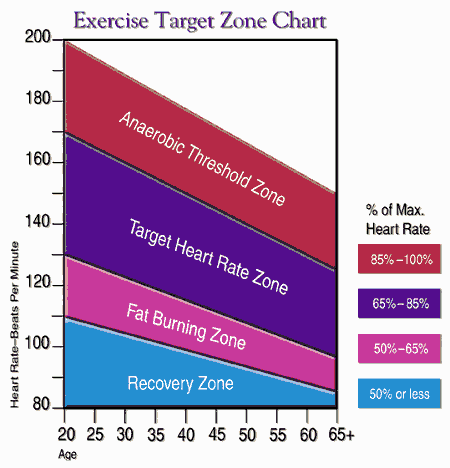 Exercise Target Zone Chart
200
180
160
140
120
100
80
Heart Rate–Beats Per Minute
Anaerobic Threshold Zone
Target Heart Rate Zone
Fat Burning Zone
Recovery Zone
20 25 30 35 40 45 50 55 60 65+
Age
% of Max.
Heart Rate
85%–100%
65%–85%
50%–65%
50% or less